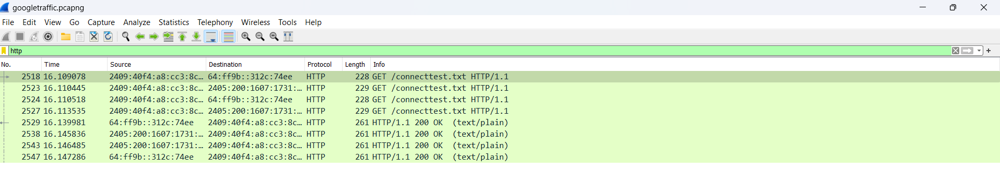 googletraffic.pcapng
File Edit View Go Capture Analyze Statistics Telephony Wireless Tools Help
http
No. Time Source Destination Protocol Length Info
2518 16.109078 2409:40f4:a8:cc3:8c… 64:ff9b::312c:74ee HTTP 228 GET /connecttest.txt HTTP/1.1
2523 16.110445 2409:40f4:a8:cc3:8c… 2405:200:1607:1731:… HTTP 229 GET /connecttest.txt HTTP/1.1
2524 16.110518 2409:40f4:a8:cc3:8c… 64:ff9b::312c:74ee HTTP 228 GET /connecttest.txt HTTP/1.1
2527 16.113535 2409:40f4:a8:cc3:8c… 2405:200:1607:1731:… HTTP 229 GET /connecttest.txt HTTP/1.1
2529 16.139981 64:ff9b::312c:74ee 2409:40f4:a8:cc3:8c… HTTP 261 HTTP/1.1 200 OK (text/plain)
2538 16.145836 2405:200:1607:1731:… 2409:40f4:a8:cc3:8c… HTTP 261 HTTP/1.1 200 OK (text/plain)
2543 16.146485 2405:200:1607:1731:… 2409:40f4:a8:cc3:8c… HTTP 261 HTTP/1.1 200 OK (text/plain)
2547 16.147286 64:ff9b::312c:74ee 2409:40f4:a8:cc3:8c… HTTP 261 HTTP/1.1 200 OK (text/plain)